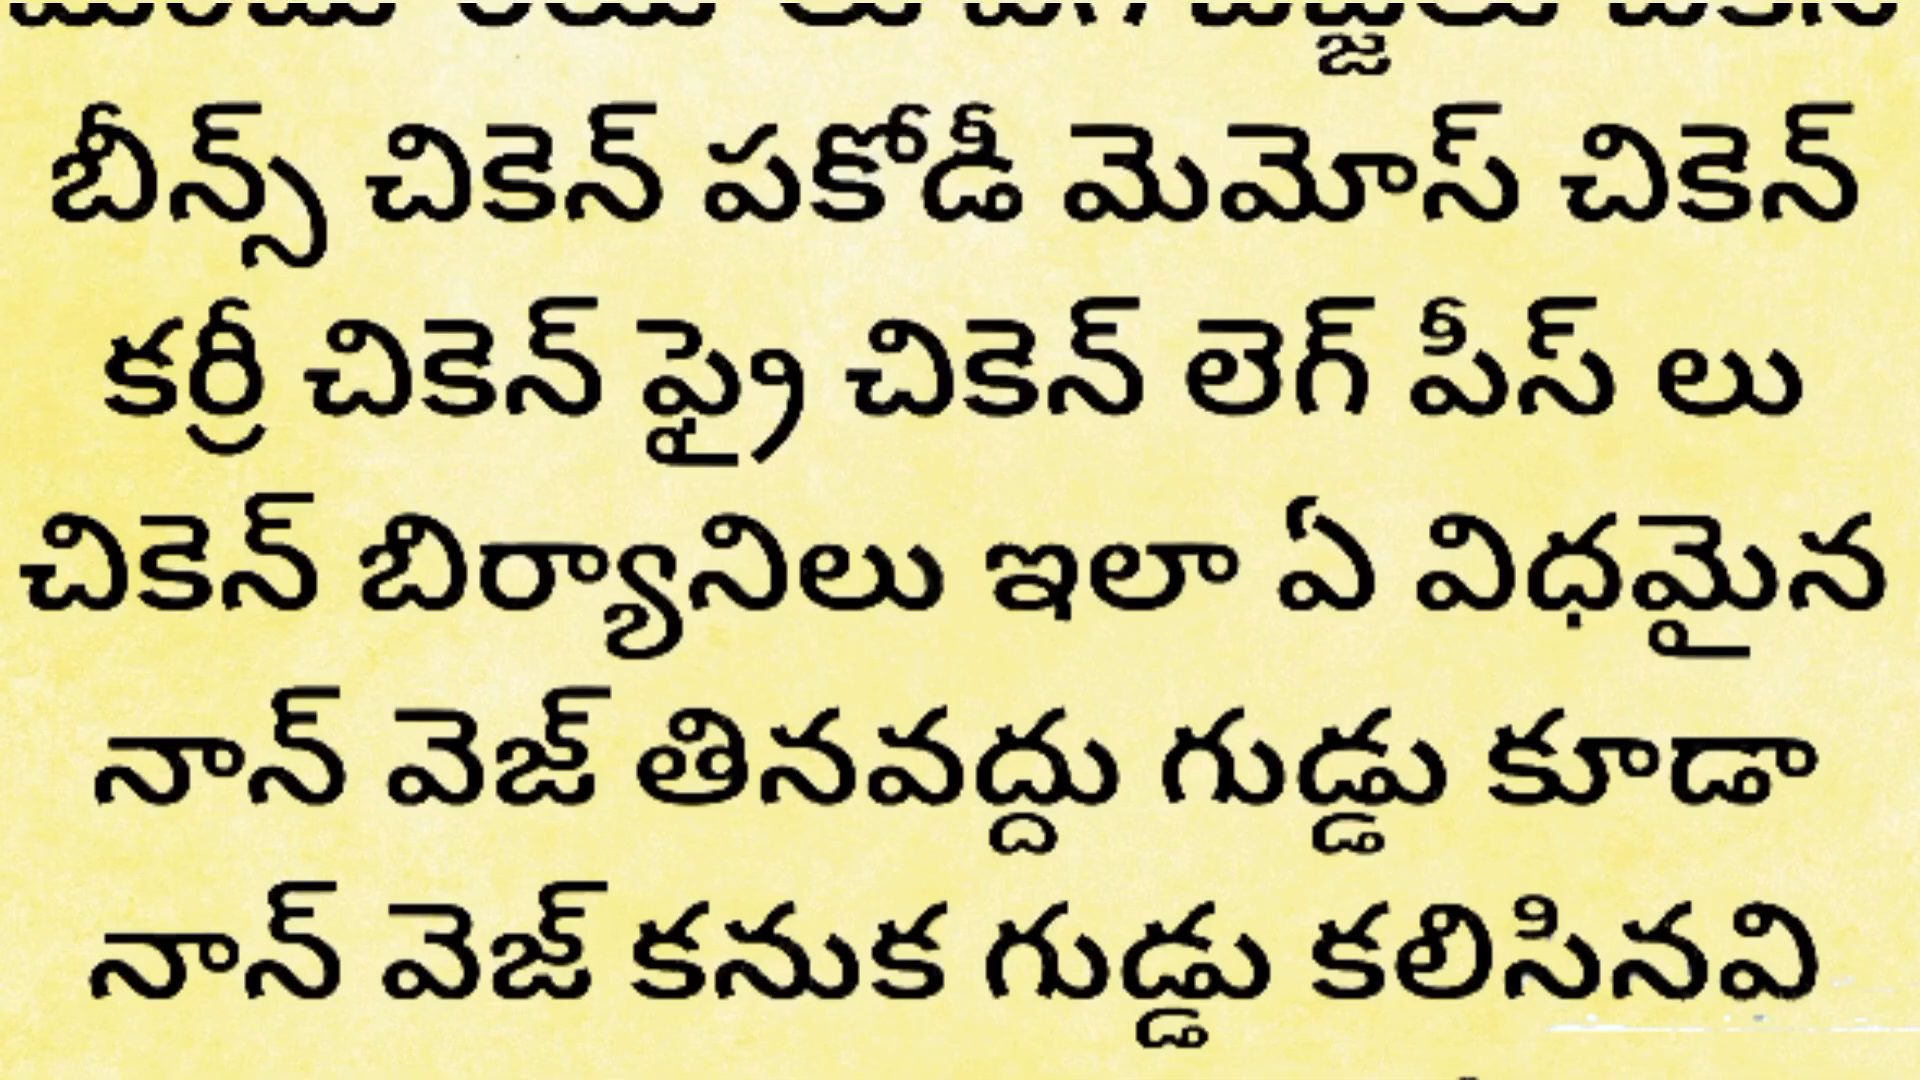 బీన్స్ చికెన్ పకోడీ మెమోస్ చికెన్
కర్రీ చికెన్ ఫ్రై చికెన్ లెగ్ పీస్ లు
చికెన్ బిర్యానిలు ఇలా ఏ విధమైన
నాన్ వెజ్ తినవద్దు గుడ్డు కూడా
నాన్ వెజ్ కనుక గుడ్డు కలిసినవి